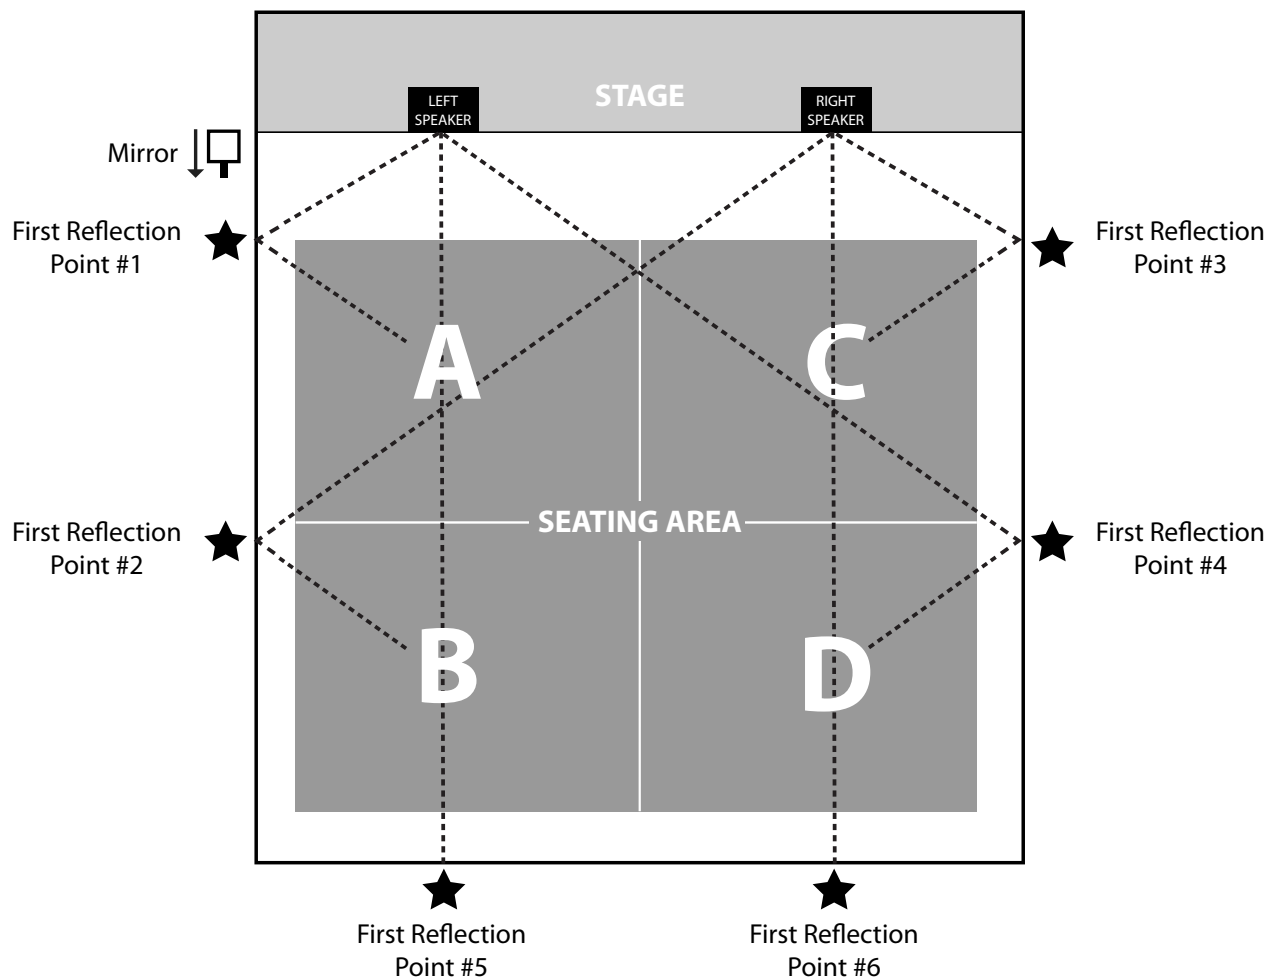 LEFT
SPEAKER
STAGE
RIGHT
SPEAKER
Mirror
First Reflection
Point #1
First Reflection
Point #3
A
C
SEATING AREA
First Reflection
Point #2
First Reflection
Point #4
B
D
First Reflection
Point #5
First Reflection
Point #6